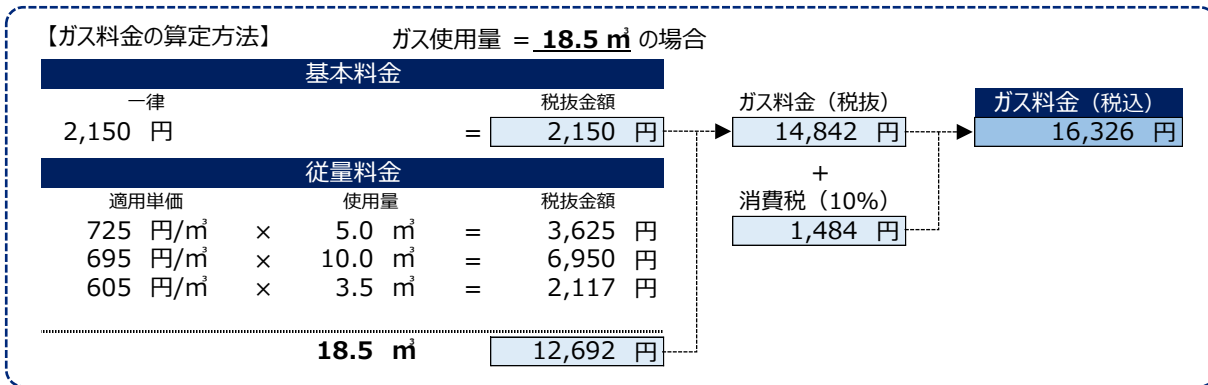 【ガス料金の算定方法】 ガス使用量 = 18.5 ㎥ の場合
基本料金
一律 税抜金額
2,150 円 = 2,150 円
従量料金
適用単価 使用量 税抜金額
725 円/㎥ × 5.0 ㎥ = 3,625 円
695 円/㎥ × 10.0 ㎥ = 6,950 円
605 円/㎥ × 3.5 ㎥ = 2,117 円
18.5 ㎥ 12,692 円
ガス料金（税抜）
14,842 円
+
消費税（10%）
1,484 円
ガス料金（税込）
16,326 円